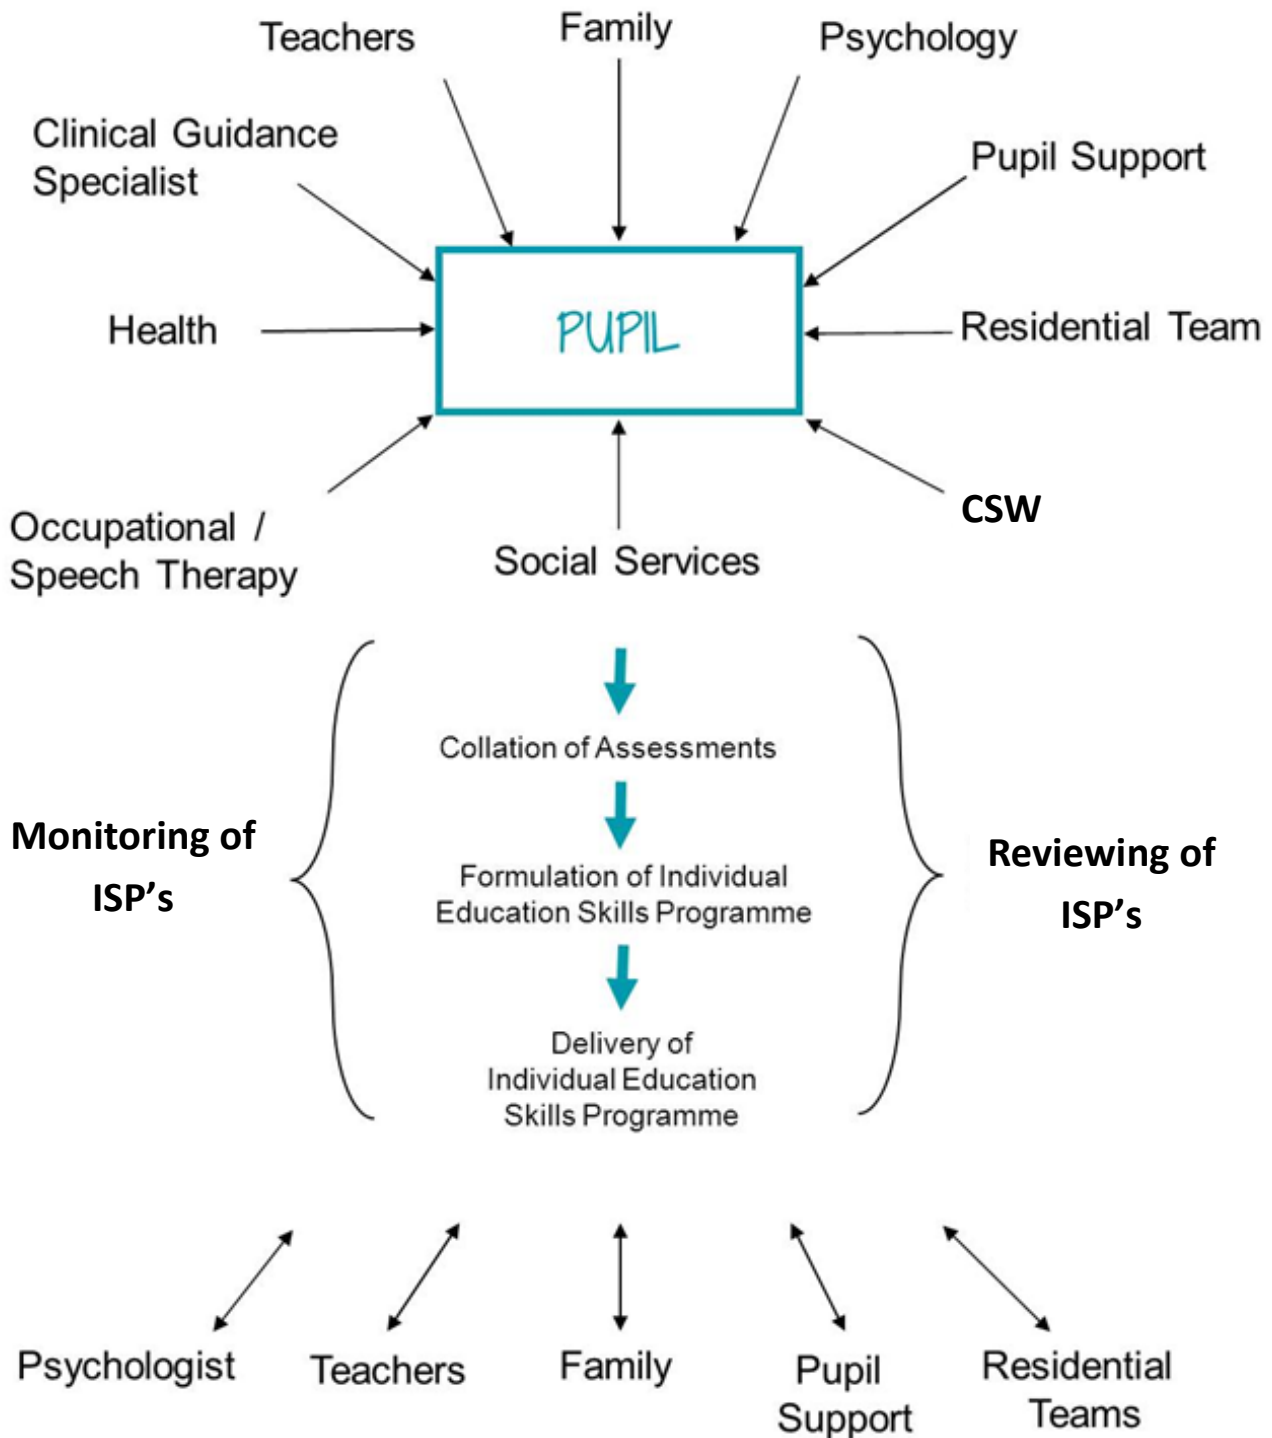 Teachers
Family
Psychology
Clinical Guidance
Specialist
Pupil Support
Health
PUPIL
Residential Team
Occupational /
Speech Therapy
Social Services
CSW
Collation of Assessments
Monitoring of
ISP’s
Formulation of Individual
Education Skills Programme
Reviewing of
ISP’s
Delivery of
Individual Education
Skills Programme
Psychologist
Teachers
Family
Pupil
Support
Residential
Teams